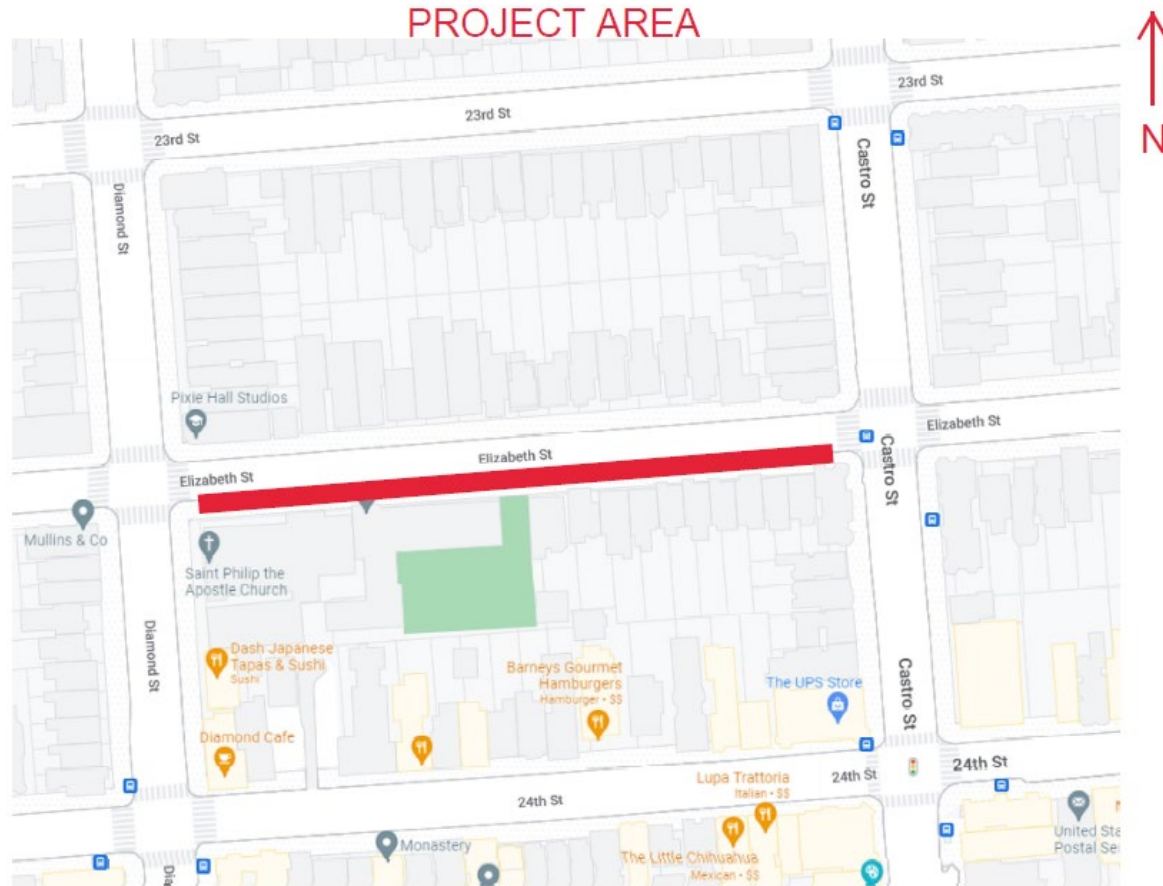 PROJECT AREA
N
23rd St
23rd St
23rd St
Castro St
Diamond St
Pixie Hall Studios
Elizabeth St
Elizabeth St
Elizabeth St
Castro St
Mullins & Co
Saint Philip the
Apostle Church
Diamond St
Dash Japanese
Tapas & Sushi
Sushi
Barneys Gourmet
Hamburgers
Hamburger • $$
The UPS Store
Castro St
Diamond Cafe
24th St
24th St
24th St
Lupa Trattoria
Italian • $$
Monastery
The Little Chihuahua
Mexican • $$
United Sta
Postal Se